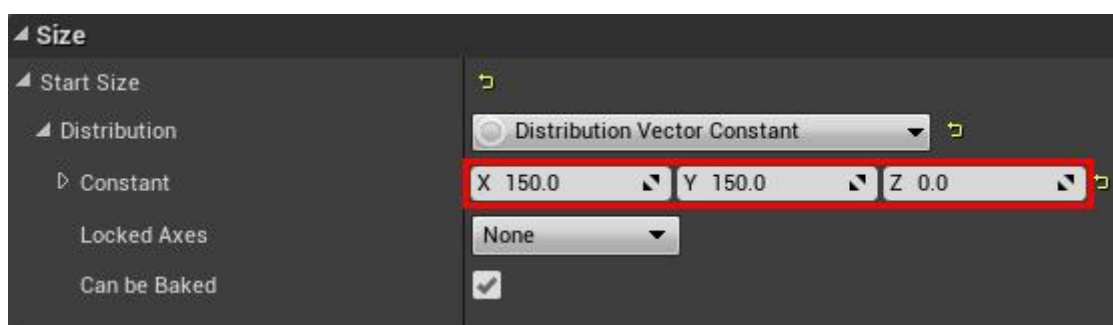 Size
Start Size
Distribution Distribution Vector Constant
Constant X 150.0 Y 150.0 Z 0.0
Locked Axes None
Can be Baked